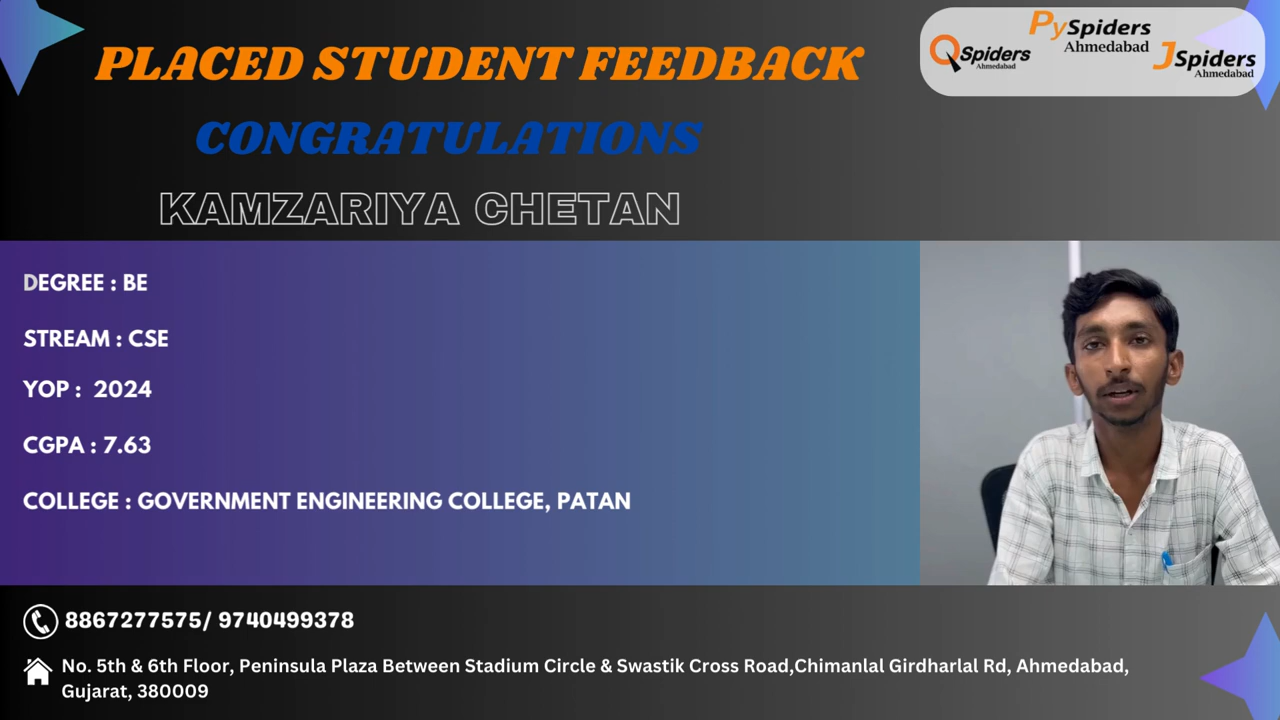 PLACED STUDENT FEEDBACK
CONGRATULATIONS
KAMZARIYA CHETAN
QSpiders
Ahmedabad
PySpiders
Ahmedabad
JSpiders
Ahmedabad
DEGREE : BE
STREAM : CSE
YOP : 2024
CGPA : 7.63
COLLEGE : GOVERNMENT ENGINEERING COLLEGE, PATAN
8867277575/ 9740499378
No. 5th & 6th Floor, Peninsula Plaza Between Stadium Circle & Swastik Cross Road,Chimanlal Girdharlal Rd, Ahmedabad,
Gujarat, 380009